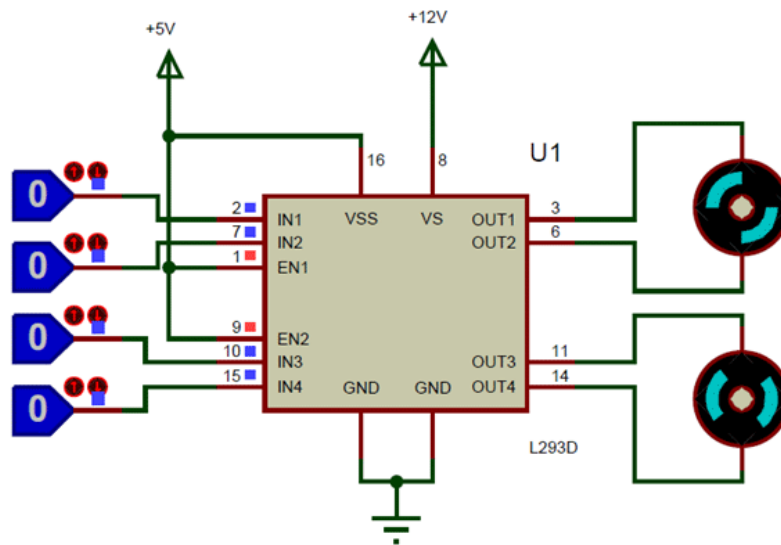 +5V
+12V
U1
16
8
0
2
IN1
VSS
VS
OUT1
3
7
IN2
OUT2
6
0
1
EN1
9
EN2
0
10
IN3
OUT3
11
15
IN4
GND
GND
OUT4
14
0
L293D